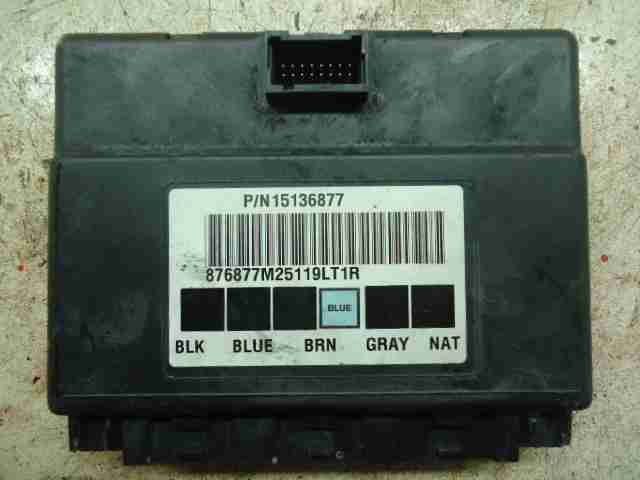 P/N15136877
876877M25119LT1R
BLUE
BLK BLUE BRN GRAY NAT